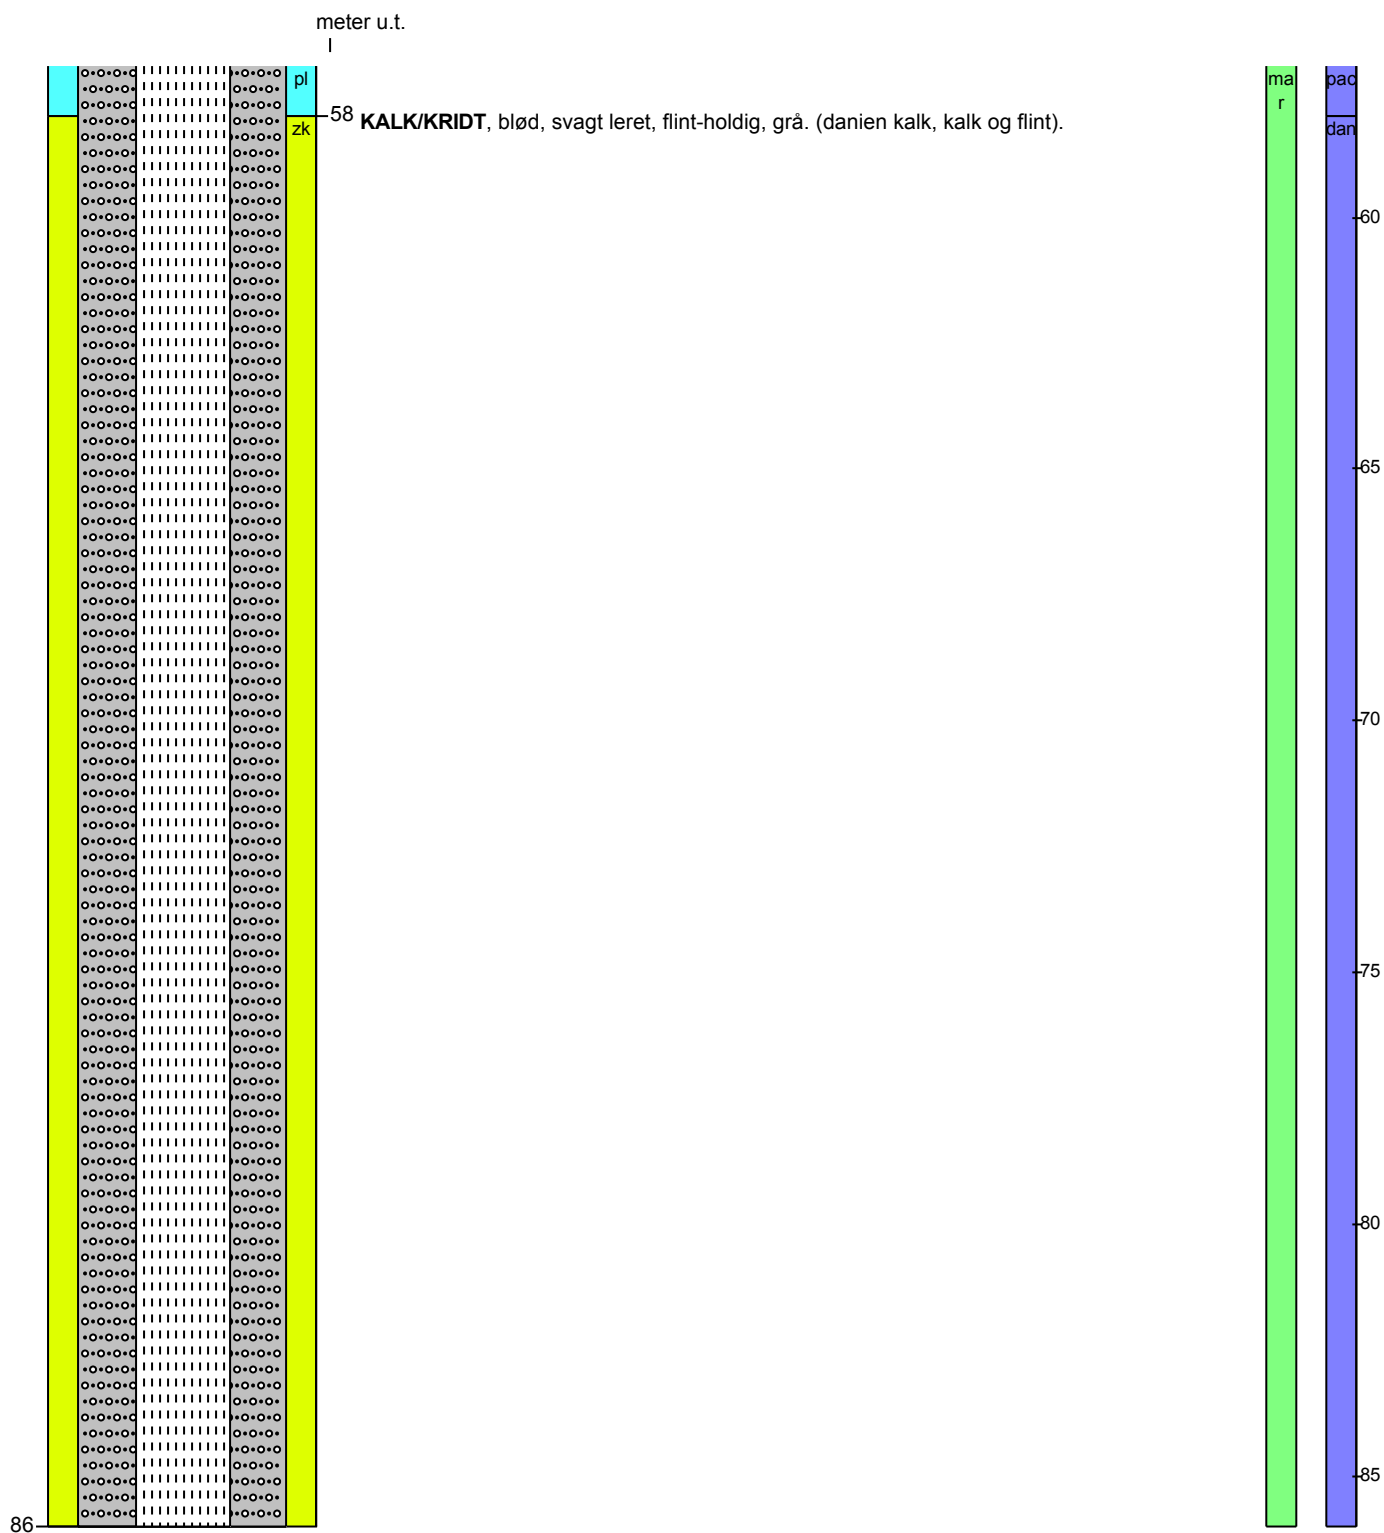 meter u.t.
pl
ma
r
pac
58 KALK/KRIDT, blød, svagt leret, flint-holdig, grå. (danien kalk, kalk og flint).
zk
dan
60
65
70
75
80
85
86